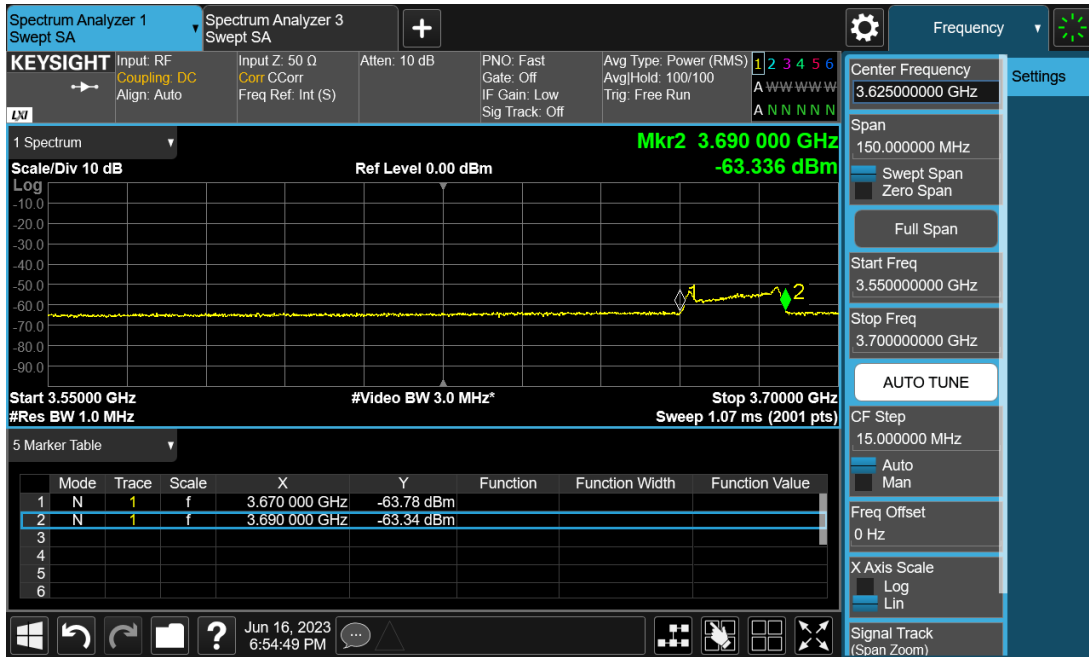 Spectrum Analyzer 1
Swept SA
Spectrum Analyzer 3
Swept SA
+
Frequency
KEYSIGHT
LXI
Input: RF
Coupling: DC
Align: Auto
Input Z: 50 Ω
Corr CCorr
Freq Ref: Int (S)
Atten: 10 dB
PNO: Fast
Gate: Off
IF Gain: Low
Sig Track: Off
Avg Type: Power (RMS)
Avg|Hold: 100/100
Trig: Free Run
1 2 3 4 5 6
A W W W W W
A N N N N N
1 Spectrum
Mkr2 3.690 000 GHz
Scale/Div 10 dB
Ref Level 0.00 dBm
-63.336 dBm
Log
-10.0
-20.0
-30.0
-40.0
-50.0
-60.0
-70.0
-80.0
-90.0
1
2
Start 3.55000 GHz
#Video BW 3.0 MHz*
Stop 3.70000 GHz
#Res BW 1.0 MHz
Sweep 1.07 ms (2001 pts)
5 Marker Table
Mode Trace Scale X Y Function Function Width Function Value
1 N 1 f 3.670 000 GHz -63.78 dBm
2 N 1 f 3.690 000 GHz -63.34 dBm
3
4
5
6
?
Jun 16, 2023
6:54:49 PM
Center Frequency
3.625000000 GHz
Settings
Span
150.000000 MHz
Swept Span
Zero Span
Full Span
Start Freq
3.550000000 GHz
Stop Freq
3.700000000 GHz
AUTO TUNE
CF Step
15.000000 MHz
Auto
Man
Freq Offset
0 Hz
X Axis Scale
Log
Lin
Signal Track
(Span Zoom)